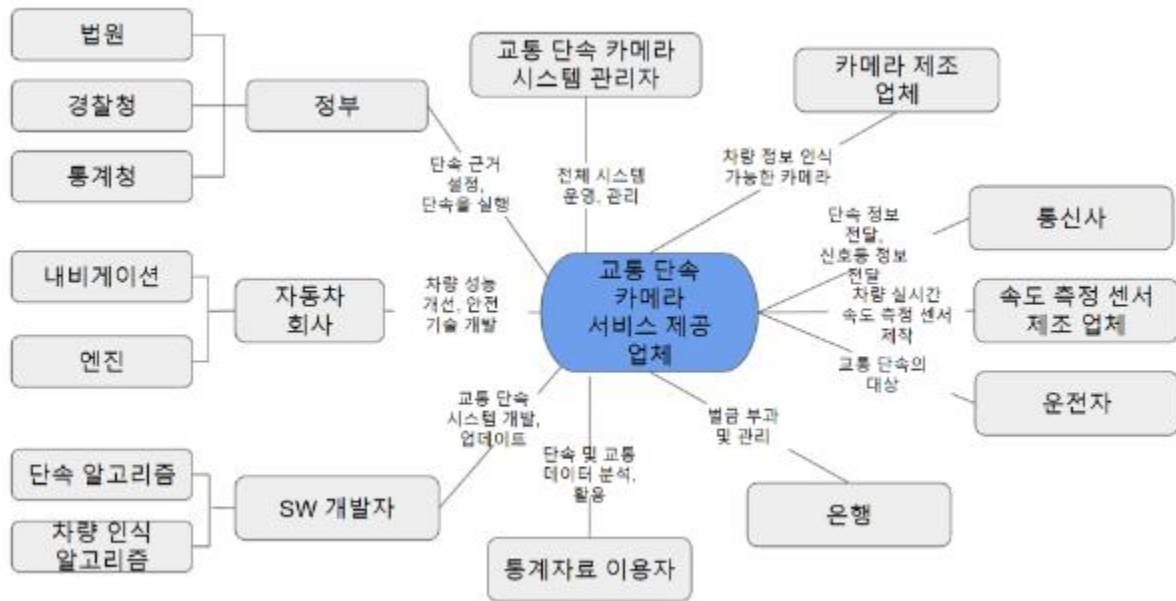 법원
경찰청
통계청
정부
교통 단속 카메라
시스템 관리자
카메라 제조
업체
단속 근거
설정,
단속을 실행
전체 시스템
운영, 관리
차량 정보 인식
가능한 카메라
단속 정보
전달,
신호등 정보
전달
통신사
내비게이션
엔진
자동차
회사
차량 성능
개선, 안전
기술 개발
교통 단속
카메라
서비스 제공
업체
차량 실시간
속도 측정 센서
제작
속도 측정 센서
제조 업체
교통 단속의
대상
운전자
단속 알고리즘
차량 인식
알고리즘
SW 개발자
교통 단속
시스템 개발,
업데이트
단속 및 교통
데이터 분석,
활용
통계자료 이용자
벌금 부과
및 관리
은행